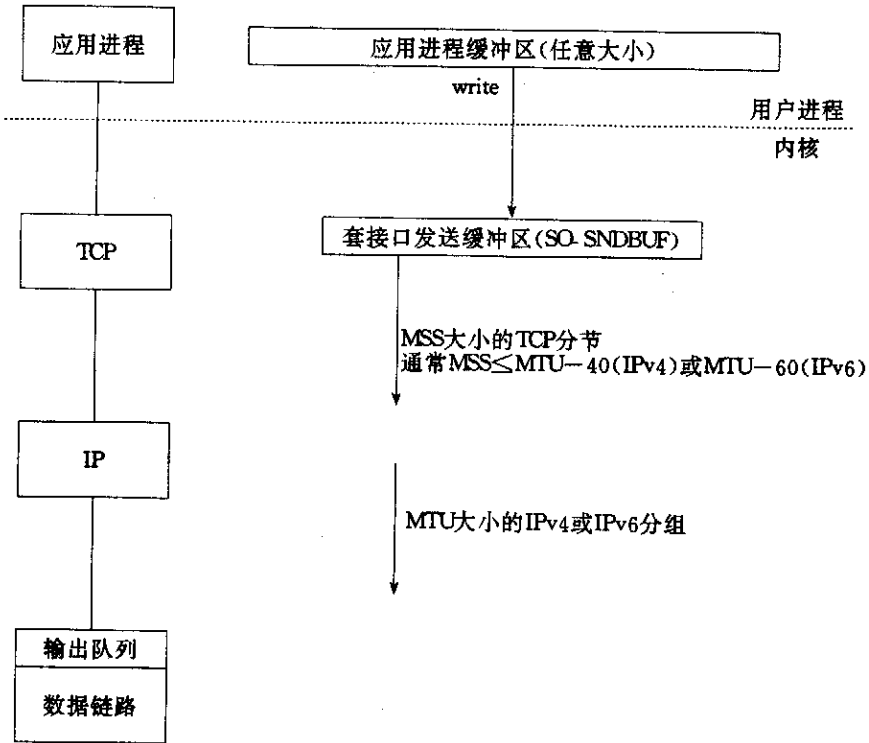 应用进程
应用进程缓冲区(任意大小)
write
用户进程
内核
TCP
套接口发送缓冲区(SO-SNDBUF)
MSS大小的TCP分节
通常MSS≤MTU-40(IPv4)或MTU-60(IPv6)
IP
MTU大小的IPv4或IPv6分组
输出队列
数据链路